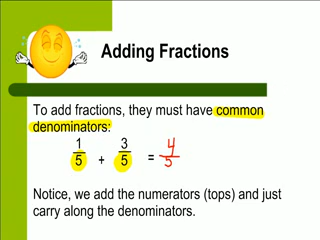 Adding Fractions
To add fractions, they must have common
denominators:
1/5 + 3/5 = 4/5
Notice, we add the numerators (tops) and just
carry along the denominators.